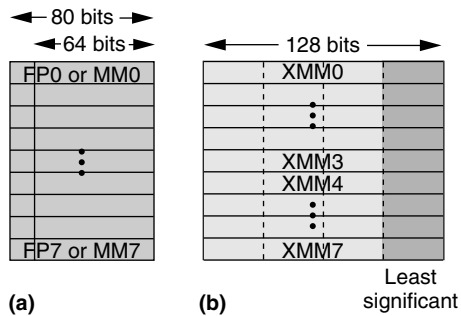 80 bits
64 bits
FP0 or MM0
FP7 or MM7
(a)
128 bits
XMM0
XMM3
XMM4
XMM7
Least
significant
(b)